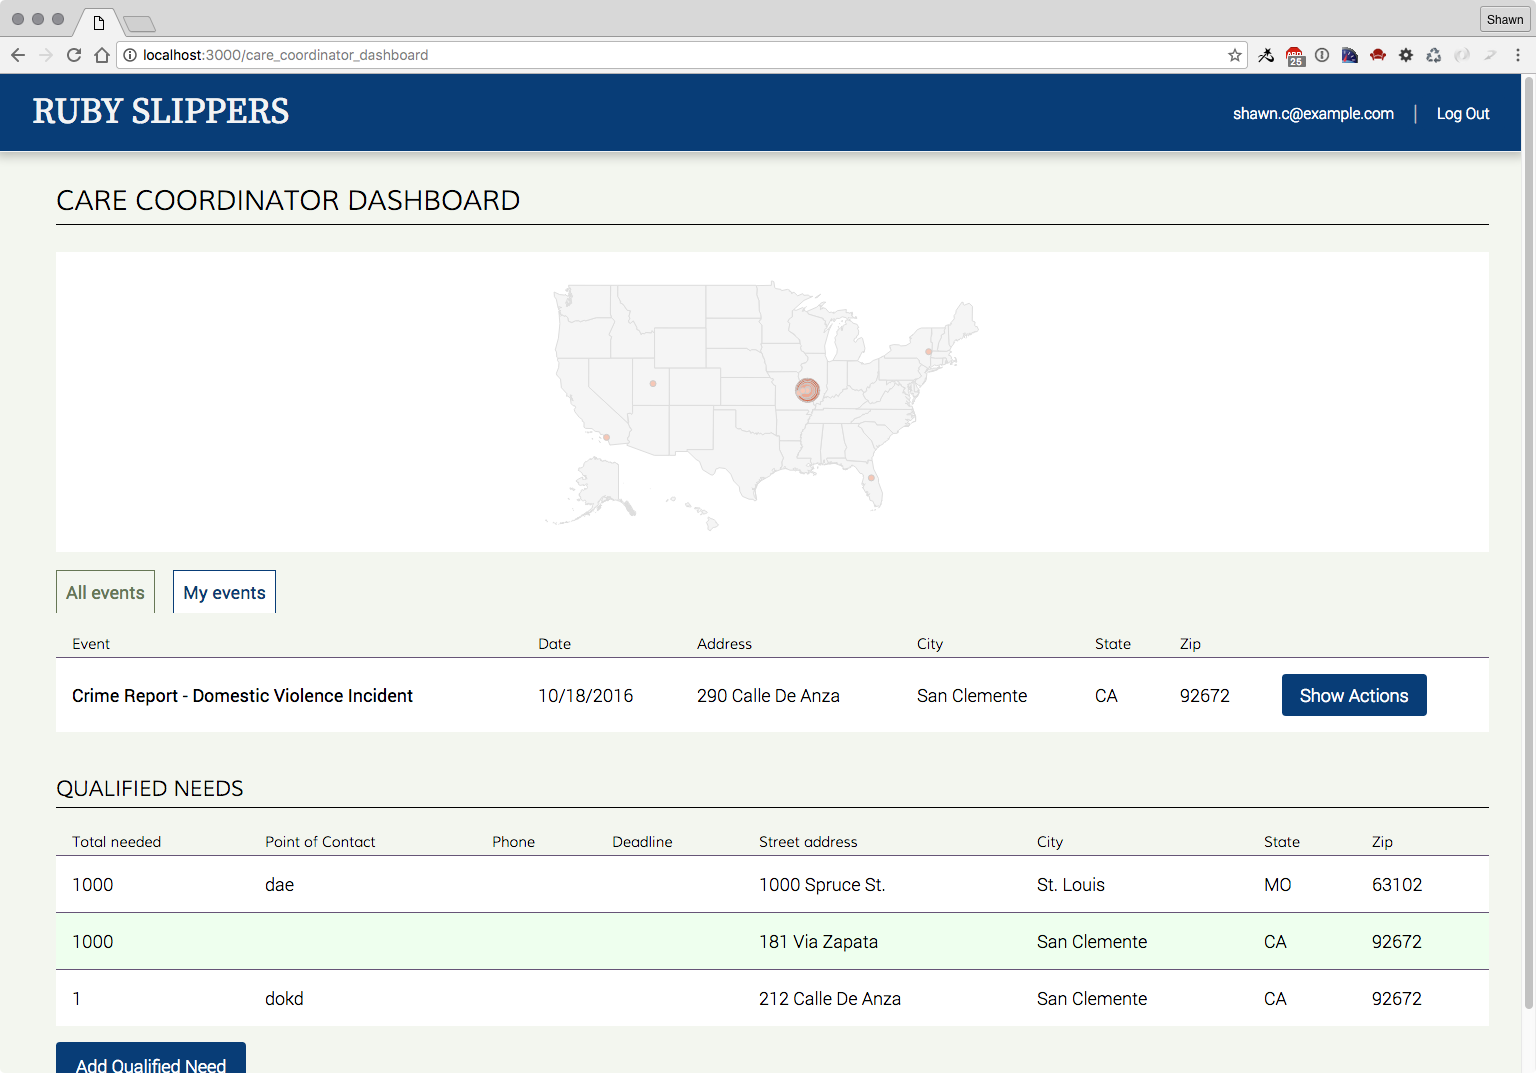 Shawn
localhost:3000/care_coordinator_dashboard
25
RUBY SLIPPERS
shawn.c@example.com | Log Out
CARE COORDINATOR DASHBOARD
All events My events
Event Date Address City State Zip
Crime Report - Domestic Violence Incident 10/18/2016 290 Calle De Anza San Clemente CA 92672 Show Actions
QUALIFIED NEEDS
Total needed Point of Contact Phone Deadline Street address City State Zip
1000 dae 1000 Spruce St. St. Louis MO 63102
1000 181 Via Zapata San Clemente CA 92672
1 dokd 212 Calle De Anza San Clemente CA 92672
Add Qualified Need